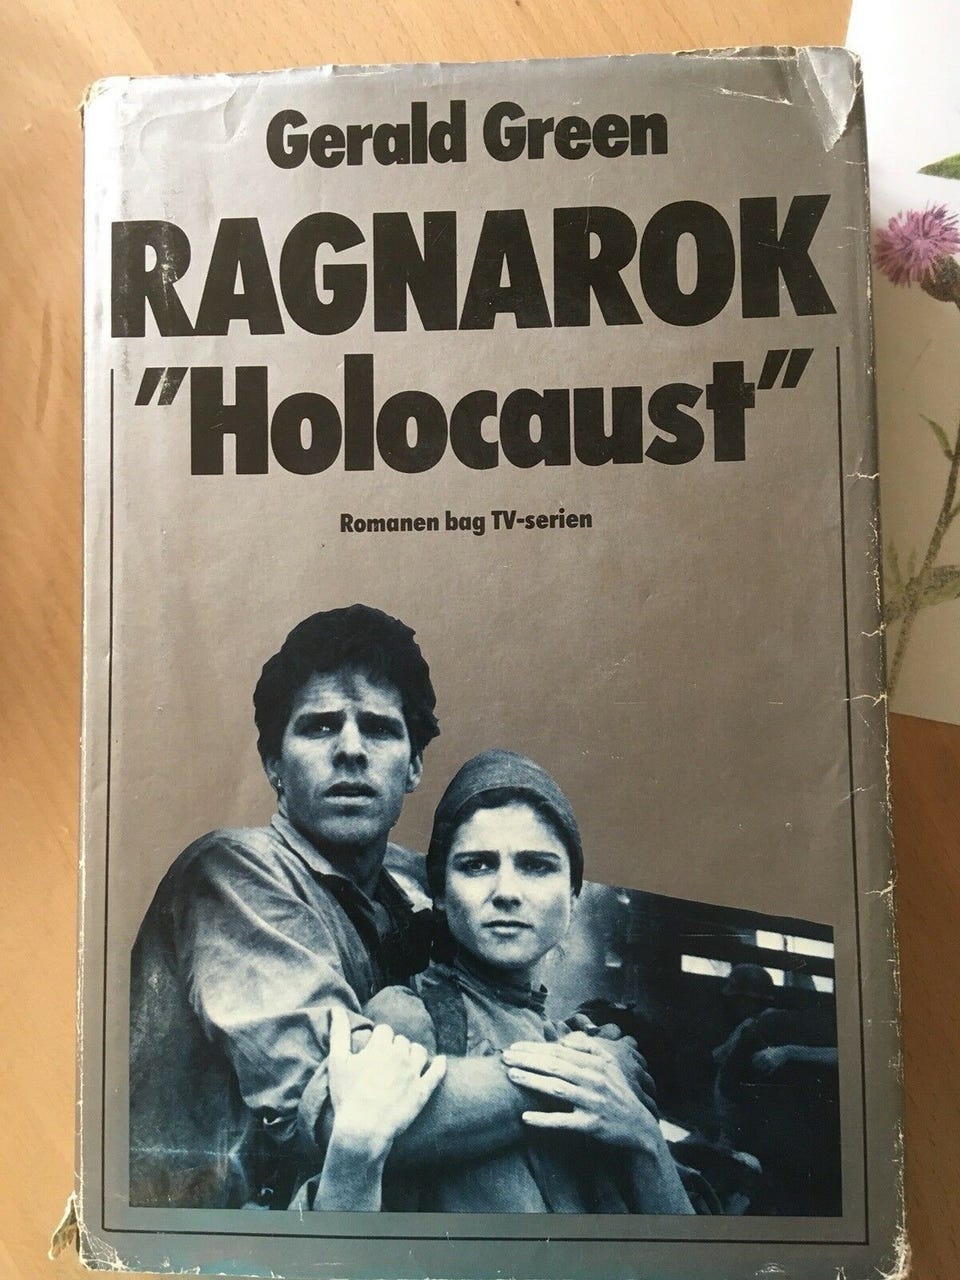 Gerald Green
RAGNAROK
"Holocaust"
Romanen bag TV-serien